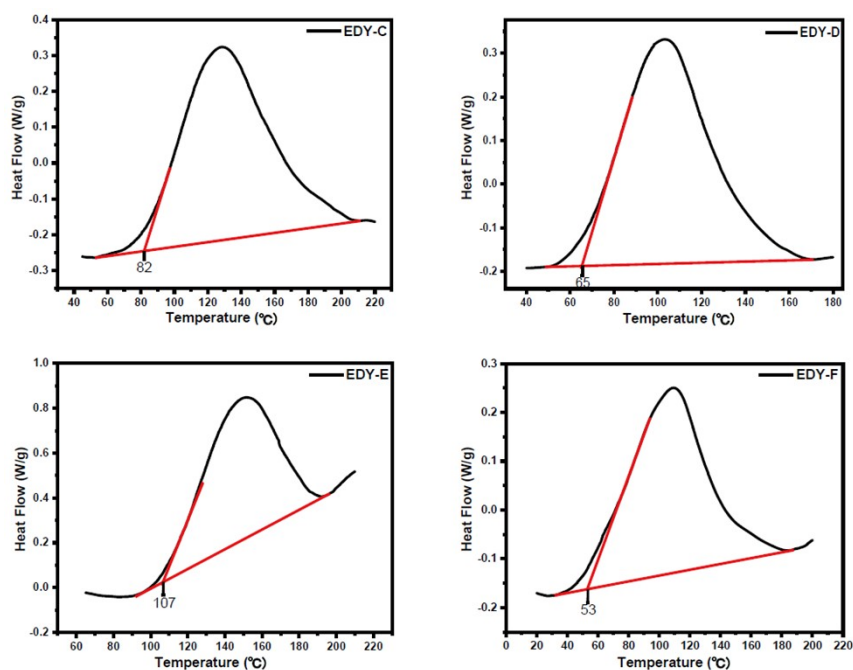 EDY-C
0.4
0.3
0.2
0.1
0.0
-0.1
-0.2
-0.3
Heat Flow (W/g)
82
40 60 80 100 120 140 160 180 200 220
Temperature (℃)
EDY-D
0.3
0.2
0.1
0.0
-0.1
-0.2
Heat Flow (W/g)
65
40 60 80 100 120 140 160 180
Temperature (℃)
EDY-E
1.0
0.8
0.6
0.4
0.2
0.0
-0.2
Heat Flow (W/g)
107
60 80 100 120 140 160 180 200 220
Temperature (℃)
EDY-F
0.3
0.2
0.1
0.0
-0.1
-0.2
Heat Flow (W/g)
53
0 20 40 60 80 100 120 140 160 180 200 220
Temperature (℃)